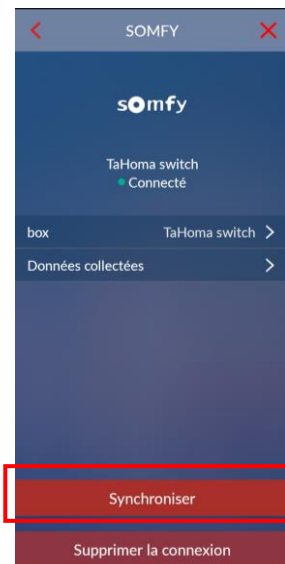 SOMFY
somfy
TaHoma switch
Connecté
box TaHoma switch
Données collectées
Synchroniser
Supprimer la connexion